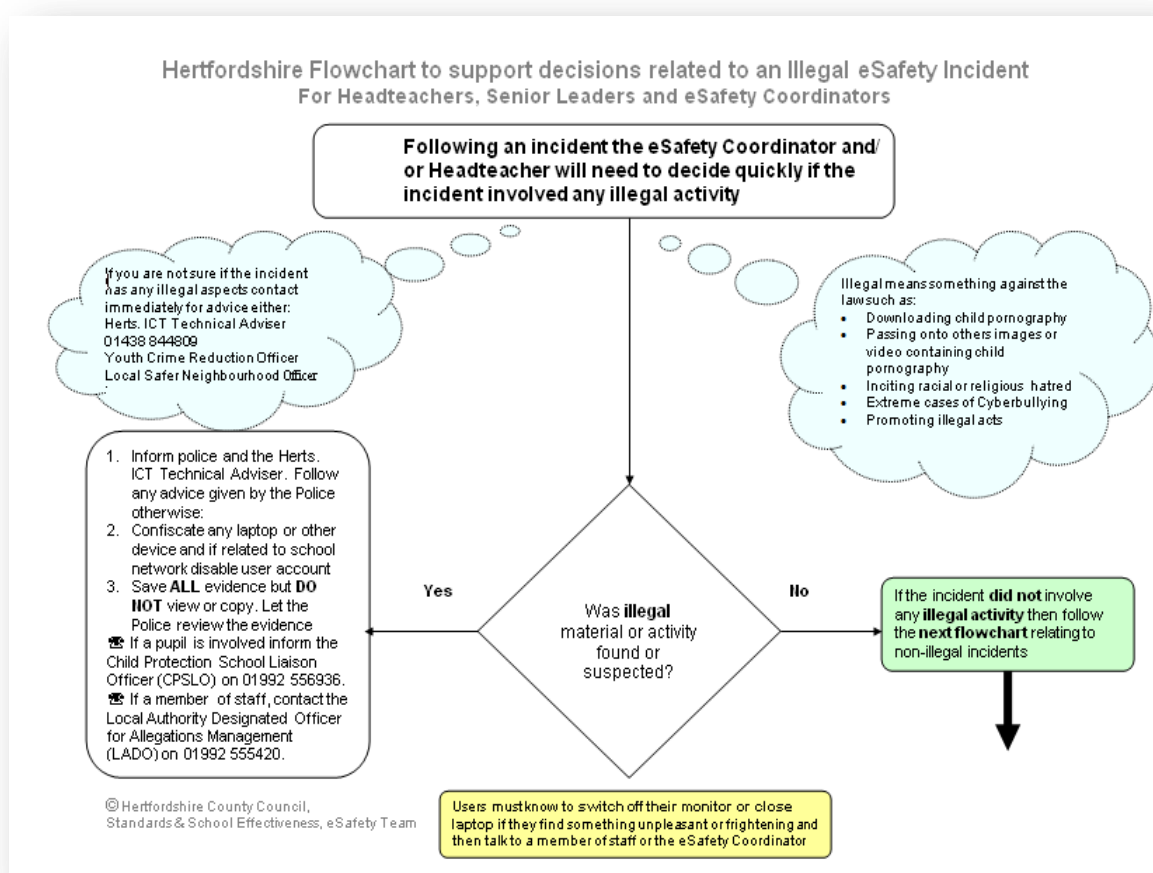 Hertfordshire Flowchart to support decisions related to an Illegal eSafety Incident
For Headteachers, Senior Leaders and eSafety Coordinators
Following an incident the eSafety Coordinator and/
or Headteacher will need to decide quickly if the
incident involved any illegal activity
If you are not sure if the incident
has any illegal aspects contact
immediately for advice either:
Herts. ICT Technical Adviser
01438 844809
Youth Crime Reduction Officer
Local Safer Neighbourhood Officer
.
Illegal means something against the
law such as:
• Downloading child pornography
• Passing onto others images or
video containing child
pornography
• Inciting racial or religious hatred
• Extreme cases of Cyberbullying
• Promoting illegal acts
1. Inform police and the Herts.
ICT Technical Adviser. Follow
any advice given by the Police
otherwise:
2. Confiscate any laptop or other
device and if related to school
network disable user account
3. Save ALL evidence but DO
NOT view or copy. Let the
Police review the evidence
☎ If a pupil is involved inform the
Child Protection School Liaison
Officer (CPSLO) on 01992 556936.
☎ If a member of staff, contact the
Local Authority Designated Officer
for Allegations Management
(LADO) on 01992 555420.
Yes
Was illegal
material or activity
found or
suspected?
No
If the incident did not involve
any illegal activity then follow
the next flowchart relating to
non-illegal incidents
© Hertfordshire County Council,
Standards & School Effectiveness, eSafety Team
Users must know to switch off their monitor or close
laptop if they find something unpleasant or frightening and
then talk to a member of staff or the eSafety Coordinator